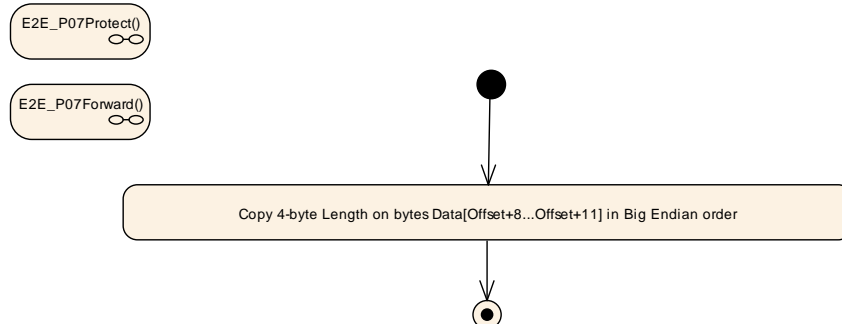 E2E_P07Protect()
E2E_P07Forward()
Copy 4-byte Length on bytes Data[Offset+8...Offset+11] in Big Endian order